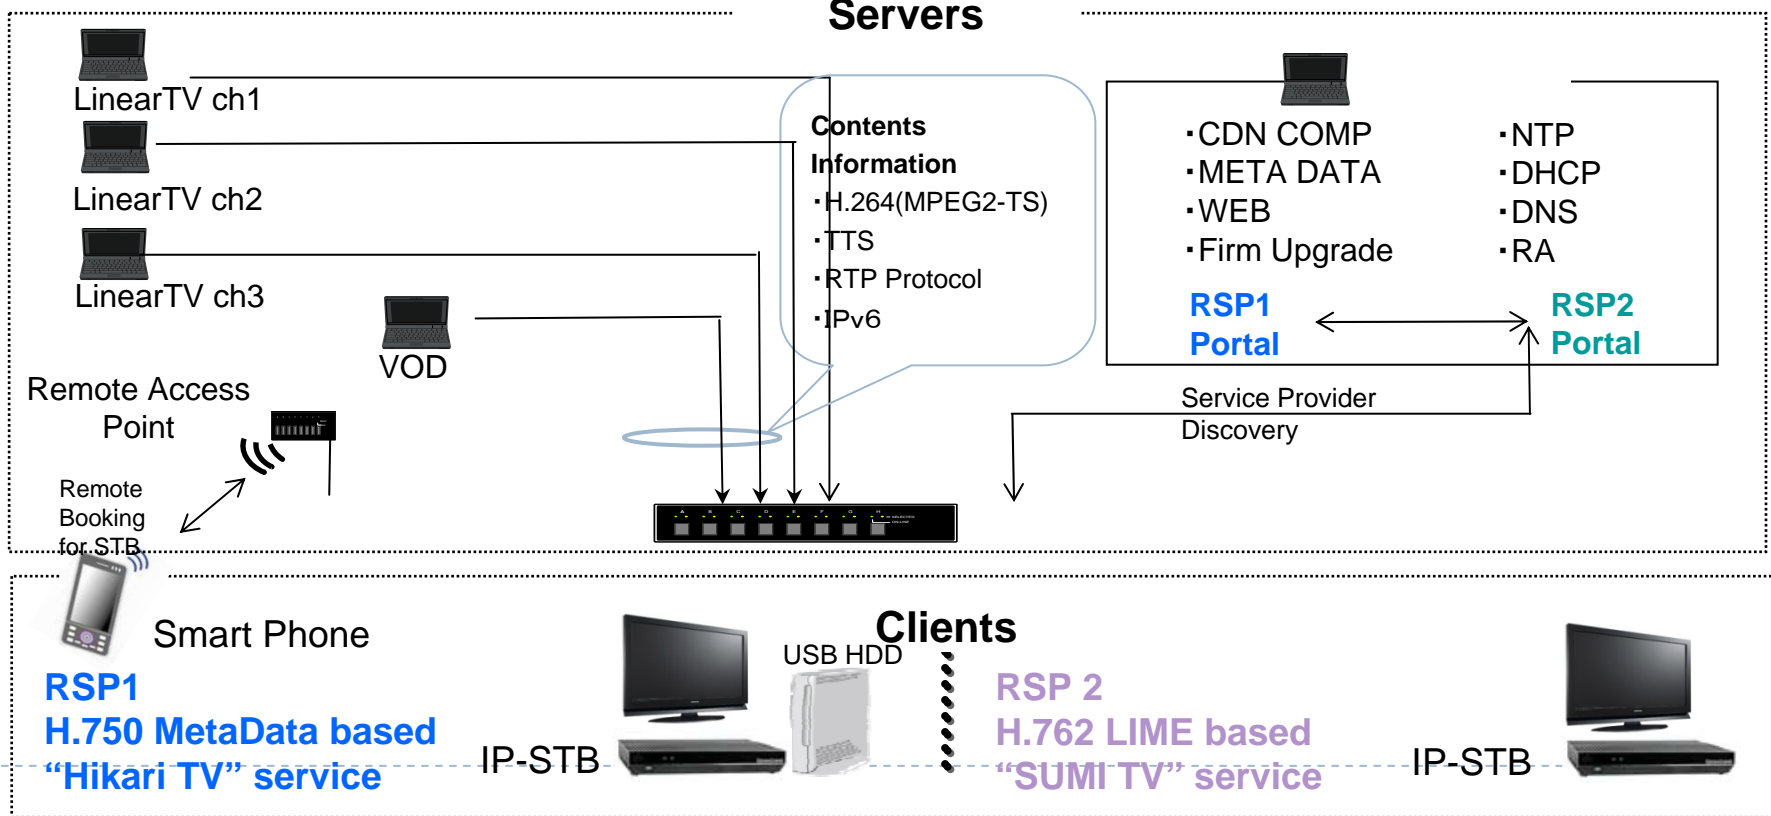 Servers
LinearTV ch1
LinearTV ch2
LinearTV ch3
VOD
Remote Access
Point
Remote
Booking
for STB
Contents
Information
・H.264(MPEG2-TS)
・TTS
・RTP Protocol
・IPv6
・CDN COMP
・META DATA
・WEB
・Firm Upgrade
・NTP
・DHCP
・DNS
・RA
RSP1
Portal
RSP2
Portal
Service Provider
Discovery
A B C D E F G H
SELECTED
ON-LINE
Clients
Smart Phone
RSP1
H.750 MetaData based
“Hikari TV” service
IP-STB
USB HDD
RSP 2
H.762 LIME based
“SUMI TV” service
IP-STB